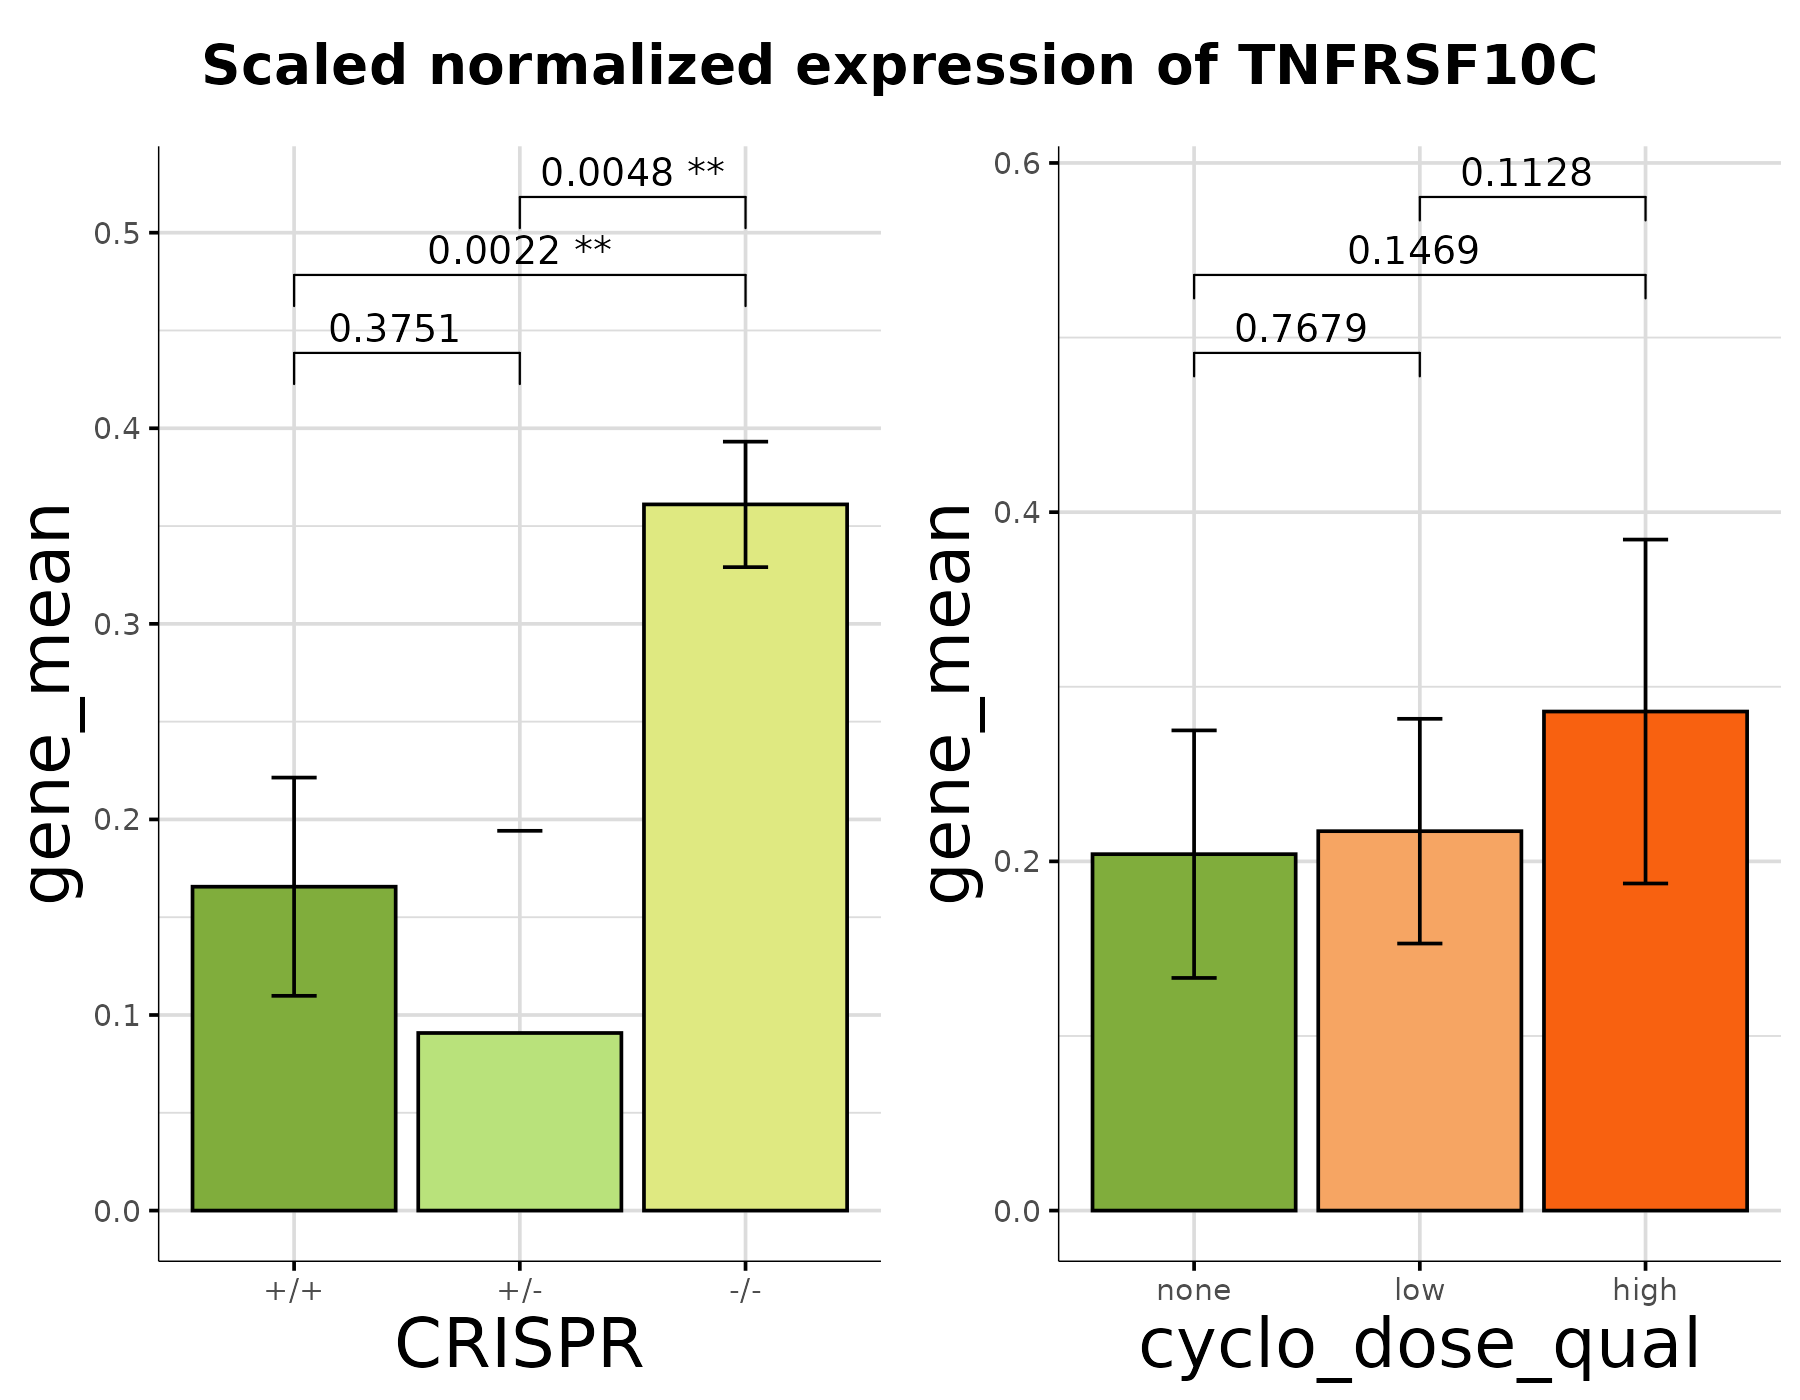 Scaled normalized expression of TNFRSF10C
gene_mean
0.5
0.4
0.3
0.2
0.1
0.0
0.0048 **
0.0022 **
0.3751
+/+ +/- -/-
CRISPR
gene_mean
0.6
0.4
0.2
0.0
0.1128
0.1469
0.7679
none low high
cyclo_dose_qual